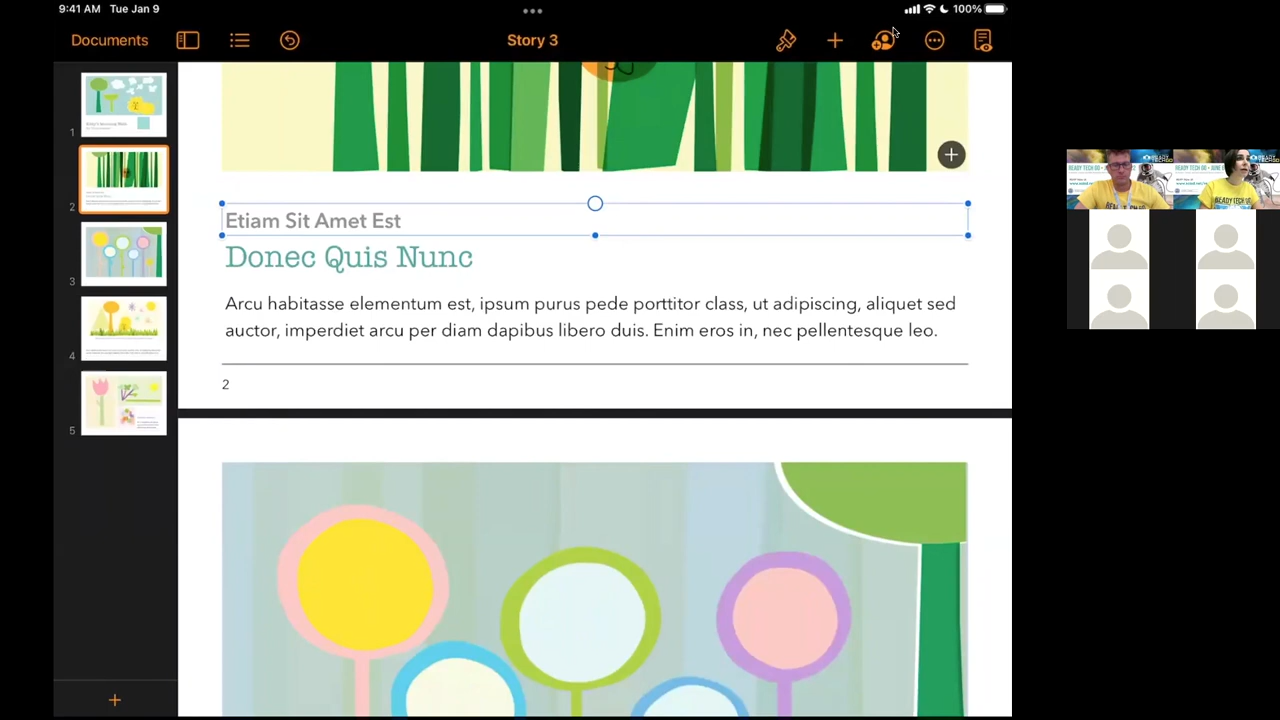 9:41 AM Tue Jan 9
100%
Documents
Story 3
1
2
3
4
5
Etiam Sit Amet Est
Donec Quis Nunc
Arcu habitasse elementum est, ipsum purus pede porttitor class, ut adipiscing, aliquet sed
auctor, imperdiet arcu per diam dapibus libero duis. Enim eros in, nec pellentesque leo.
2